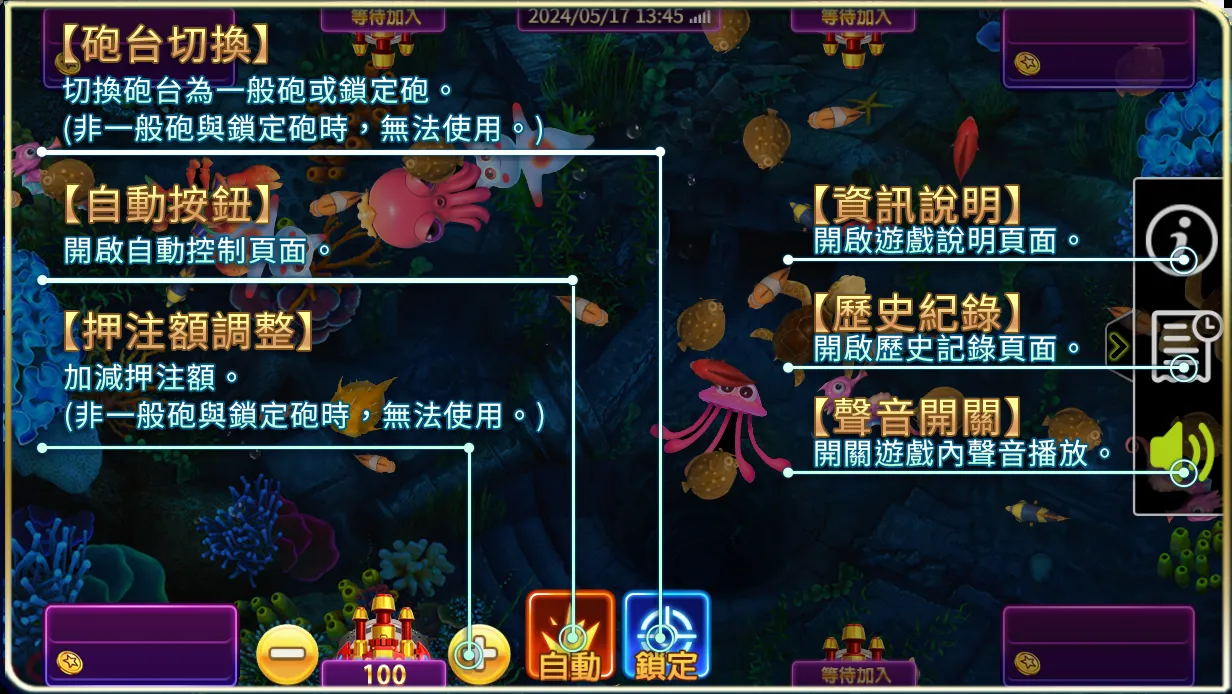 等待加入
2024/05/17 13:45
等待加入
【砲台切換】
切換砲台為一般砲或鎖定砲。
(非一般砲與鎖定砲時，無法使用。)
【自動按鈕】
開啟自動控制頁面。
【押注額調整】
加減押注額。
(非一般砲與鎖定砲時，無法使用。)
【資訊說明】
開啟遊戲說明頁面。
【歷史紀錄】
開啟歷史記錄頁面。
【聲音開關】
開關遊戲內聲音播放。
100
自動
鎖定
等待加入